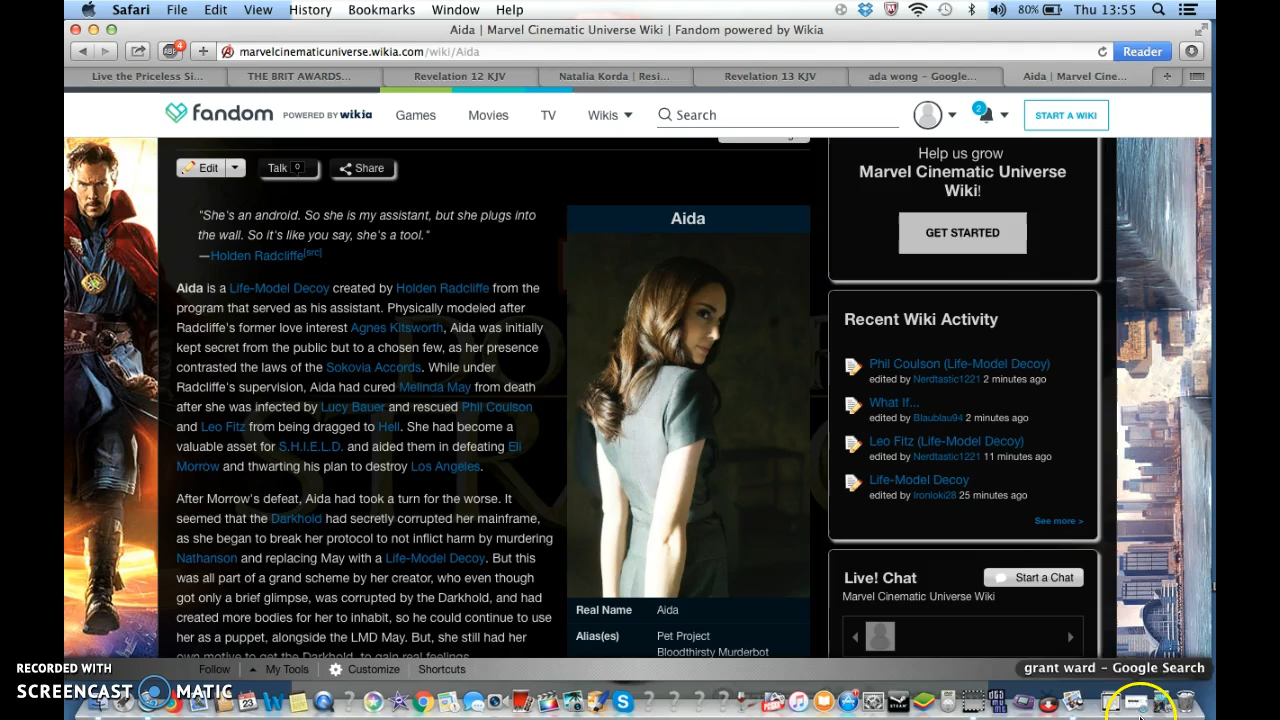 Safari File Edit View History Bookmarks Window Help 80% Thu 13:55
Aida | Marvel Cinematic Universe Wiki | Fandom powered by Wikia
ABP 4 marvelcinematicuniverse.wikia.com/wiki/Aida Reader
Live the Priceless Si... THE BRIT AWARDS... Revelation 12 KJV Natalia Korda | Resi... Revelation 13 KJV ada wong – Google... Aida | Marvel Cine...
fandom POWERED BY wikia Games Movies TV Wikis Search 2 START A WIKI
Edit Talk 0 Share
"She's an android. So she is my assistant, but she plugs into
the wall. So it's like you say, she's a tool."
—Holden Radcliffe[src]
Aida is a Life-Model Decoy created by Holden Radcliffe from the
program that served as his assistant. Physically modeled after
Radcliffe's former love interest Agnes Kitsworth, Aida was initially
kept secret from the public but to a chosen few, as her presence
contrasted the laws of the Sokovia Accords. While under
Radcliffe's supervision, Aida had cured Melinda May from death
after she was infected by Lucy Bauer and rescued Phil Coulson
and Leo Fitz from being dragged to Hell. She had become a
valuable asset for S.H.I.E.L.D. and aided them in defeating Eli
Morrow and thwarting his plan to destroy Los Angeles.
After Morrow's defeat, Aida had took a turn for the worse. It
seemed that the Darkhold had secretly corrupted her mainframe,
as she began to break her protocol to not inflict harm by murdering
Nathanson and replacing May with a Life-Model Decoy. But this
was all part of a grand scheme by her creator, who even though
got only a brief glimpse, was corrupted by the Darkhold, and had
created more bodies for her to inhabit, so he could continue to use
her as a puppet, alongside the LMD May. But, she still had her
own motive to get the Darkhold, to gain real feelings.
Aida
Real Name Aida
Alias(es) Pet Project
Bloodthirsty Murderbot
Help us grow
Marvel Cinematic Universe
Wiki!
GET STARTED
Recent Wiki Activity
Phil Coulson (Life-Model Decoy)
edited by Nerdtastic1221 2 minutes ago
What If...
edited by Blaublau94 2 minutes ago
Leo Fitz (Life-Model Decoy)
edited by Nerdtastic1221 11 minutes ago
Life-Model Decoy
edited by Ironloki28 25 minutes ago
See more >
Live! Chat Start a Chat
Marvel Cinematic Universe Wiki
Follow My Tools Customize Shortcuts
grant ward – Google Search
RECORDED WITH
SCREENCAST MATIC